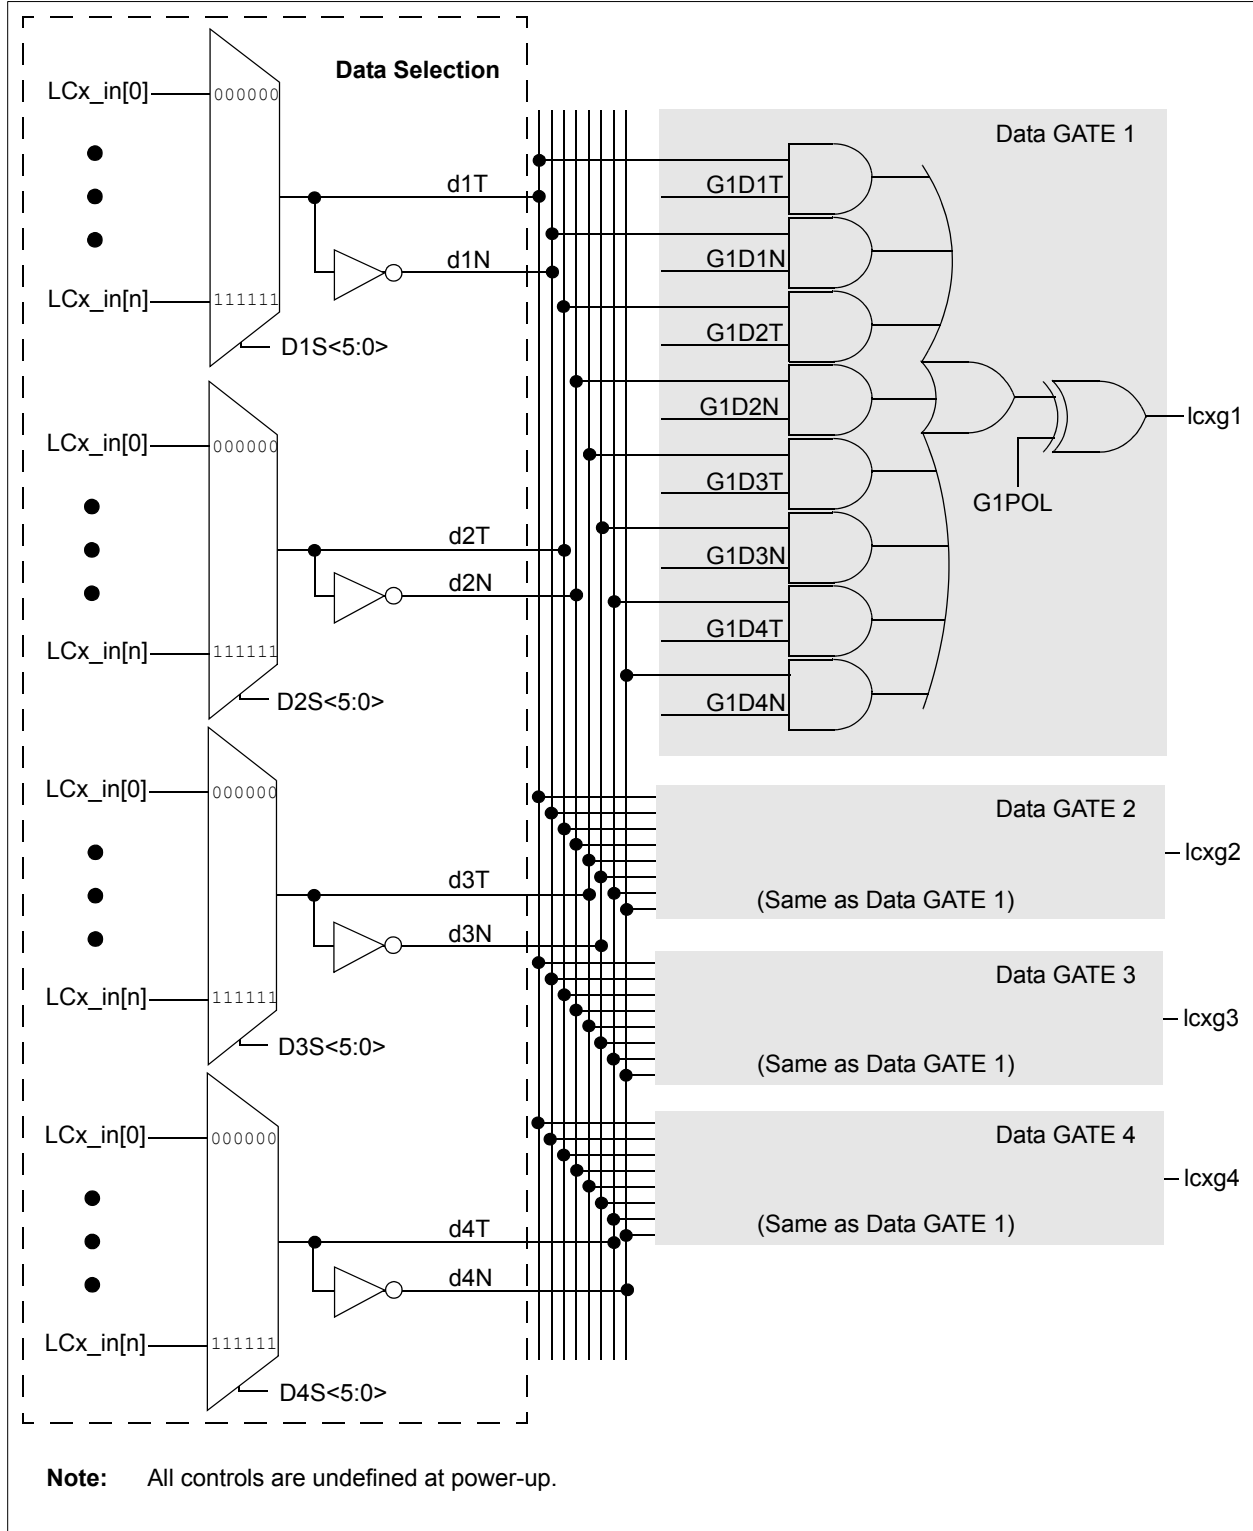 Data Selection
LCx_in[0]
000000
d1T
d1N
LCx_in[n]
111111
D1S<5:0>
LCx_in[0]
000000
d2T
d2N
LCx_in[n]
111111
D2S<5:0>
LCx_in[0]
000000
d3T
d3N
LCx_in[n]
111111
D3S<5:0>
LCx_in[0]
000000
d4T
d4N
LCx_in[n]
111111
D4S<5:0>
Data GATE 1
G1D1T
G1D1N
G1D2T
G1D2N
G1D3T
G1D3N
G1D4T
G1D4N
G1POL
lcxg1
Data GATE 2
(Same as Data GATE 1)
lcxg2
Data GATE 3
(Same as Data GATE 1)
lcxg3
Data GATE 4
(Same as Data GATE 1)
lcxg4
Note: All controls are undefined at power-up.